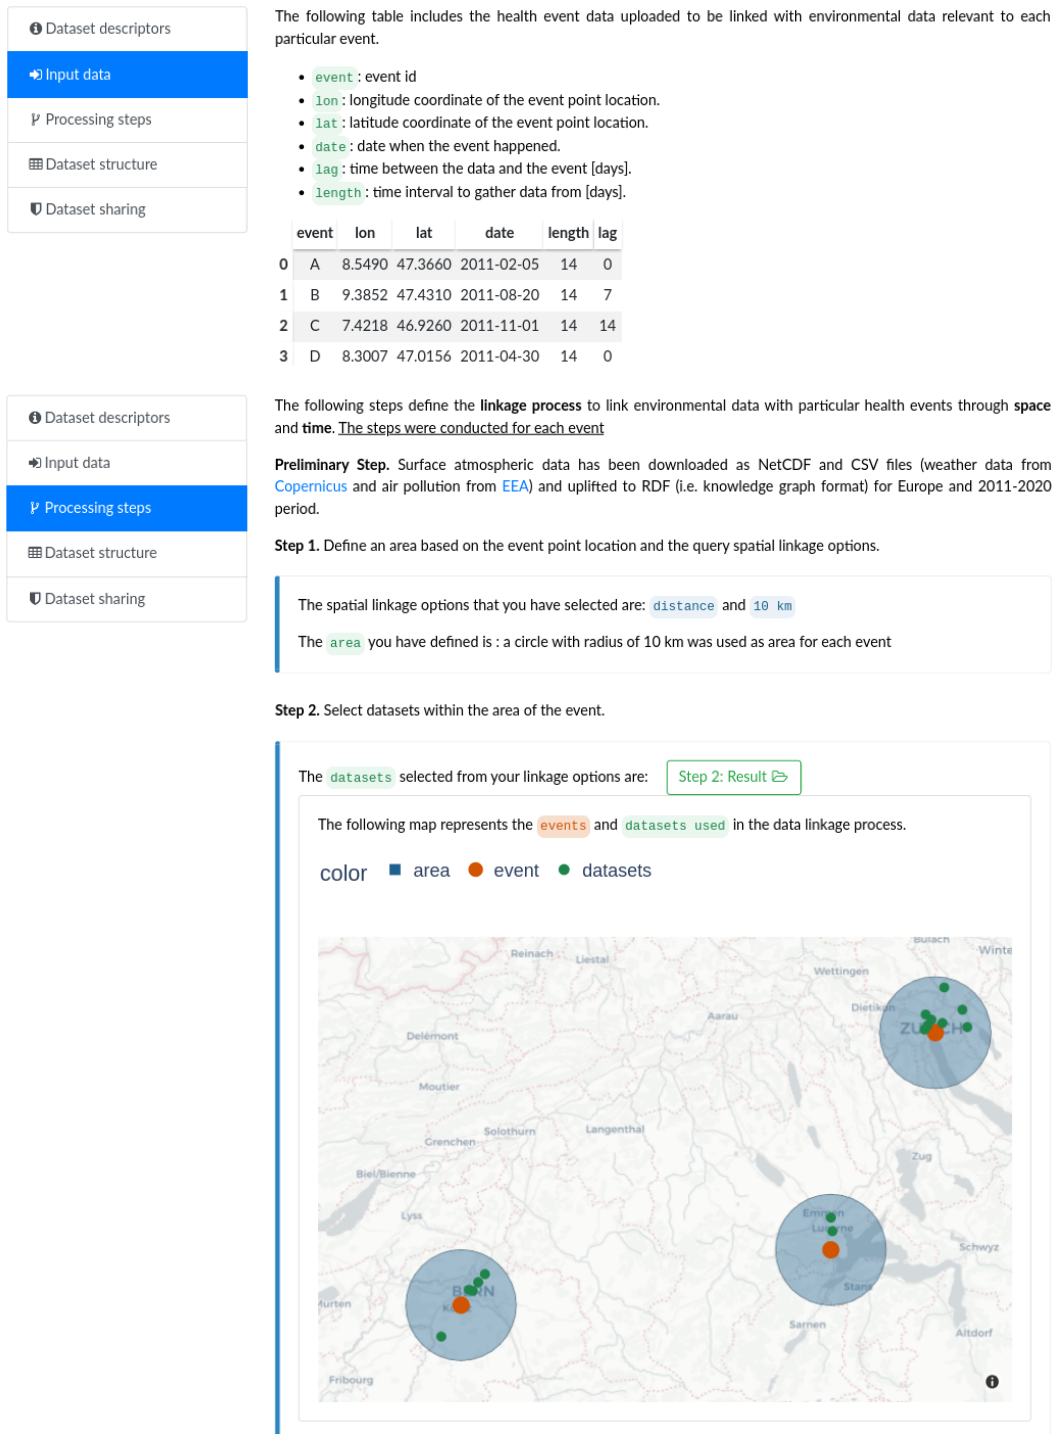 Dataset descriptors
Input data
Processing steps
Dataset structure
Dataset sharing
The following table includes the health event data uploaded to be linked with environmental data relevant to each
particular event.
event : event id
lon : longitude coordinate of the event point location.
lat : latitude coordinate of the event point location.
date : date when the event happened.
lag : time between the data and the event [days].
length : time interval to gather data from [days].
event lon lat date length lag
0 A 8.5490 47.3660 2011-02-05 14 0
1 B 9.3852 47.4310 2011-08-20 14 7
2 C 7.4218 46.9260 2011-11-01 14 14
3 D 8.3007 47.0156 2011-04-30 14 0
Dataset descriptors
Input data
Processing steps
Dataset structure
Dataset sharing
The following steps define the linkage process to link environmental data with particular health events through space
and time. The steps were conducted for each event
Preliminary Step. Surface atmospheric data has been downloaded as NetCDF and CSV files (weather data from
Copernicus and air pollution from EEA) and uplifted to RDF (i.e. knowledge graph format) for Europe and 2011-2020
period.
Step 1. Define an area based on the event point location and the query spatial linkage options.
The spatial linkage options that you have selected are: distance and 10 km
The area you have defined is : a circle with radius of 10 km was used as area for each event
Step 2. Select datasets within the area of the event.
The datasets selected from your linkage options are: Step 2: Result
The following map represents the events and datasets used in the data linkage process.
color area event datasets
Bülach
Reinach
Liestal
Winte
Wettingen
Dietikon
Aarau
ZURICH
Delémont
Moutier
Solothurn
Langenthal
Grenchen
Zug
Biel/Bienne
Lyss
Emmen
Lucerne
Schwyz
Stans
BERN
Murten
Sarnen
Altdorf
Fribourg